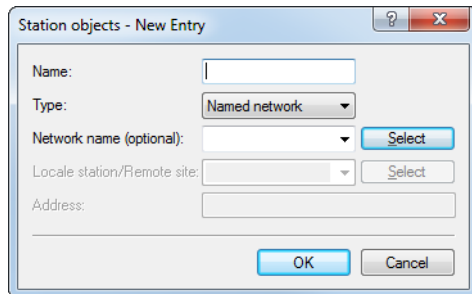 Station objects - New Entry
?
X
Name:
Type:
Named network
Network name (optional):
Select
Locale station/Remote site:
Select
Address:
OK
Cancel